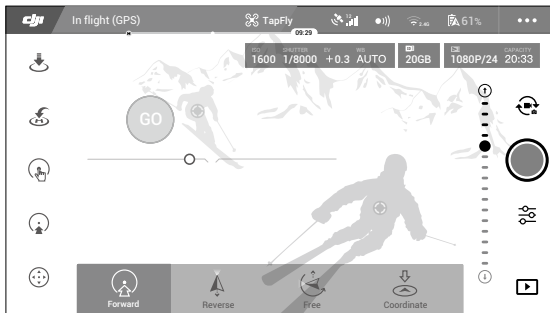 dji In flight (GPS) TapFly 2.4G 61%
09:29
ISO SHUTTER EV WB CAPACITY
1600 1/8000 +0.3 AUTO 20GB 1080P/24 20:33
GO
Forward Reverse Free Coordinate